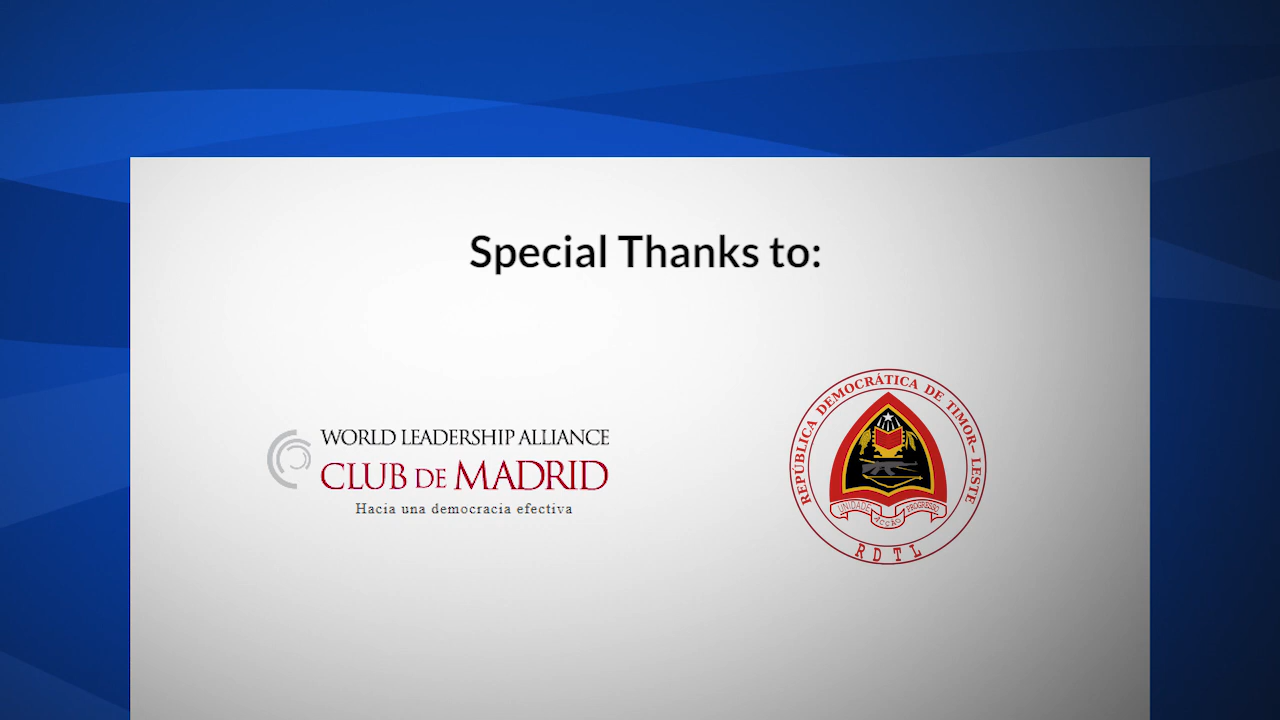 Special Thanks to:
WORLD LEADERSHIP ALLIANCE
CLUB DE MADRID
Hacia una democracia efectiva
REPÚBLICA DEMOCRÁTICA DE TIMOR-LESTE
UNIDADE ACÇÃO PROGRESSO
RDTL